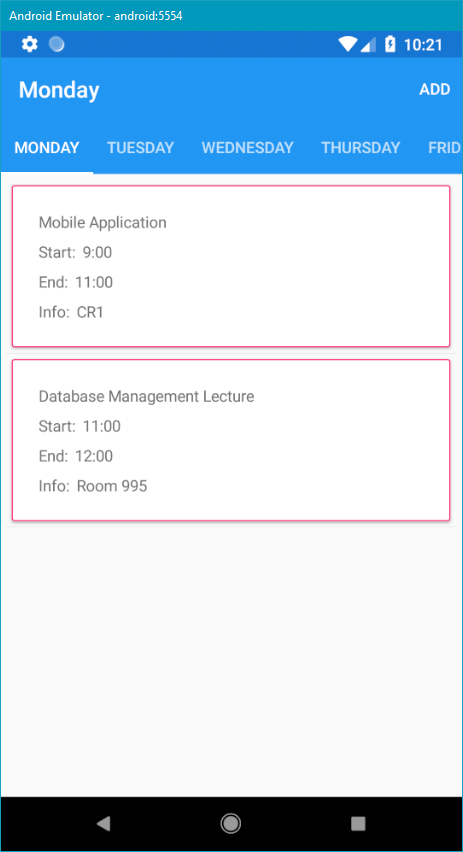 Android Emulator - android:5554
10:21
Monday ADD
MONDAY TUESDAY WEDNESDAY THURSDAY FRID
Mobile Application
Start: 9:00
End: 11:00
Info: CR1
Database Management Lecture
Start: 11:00
End: 12:00
Info: Room 995